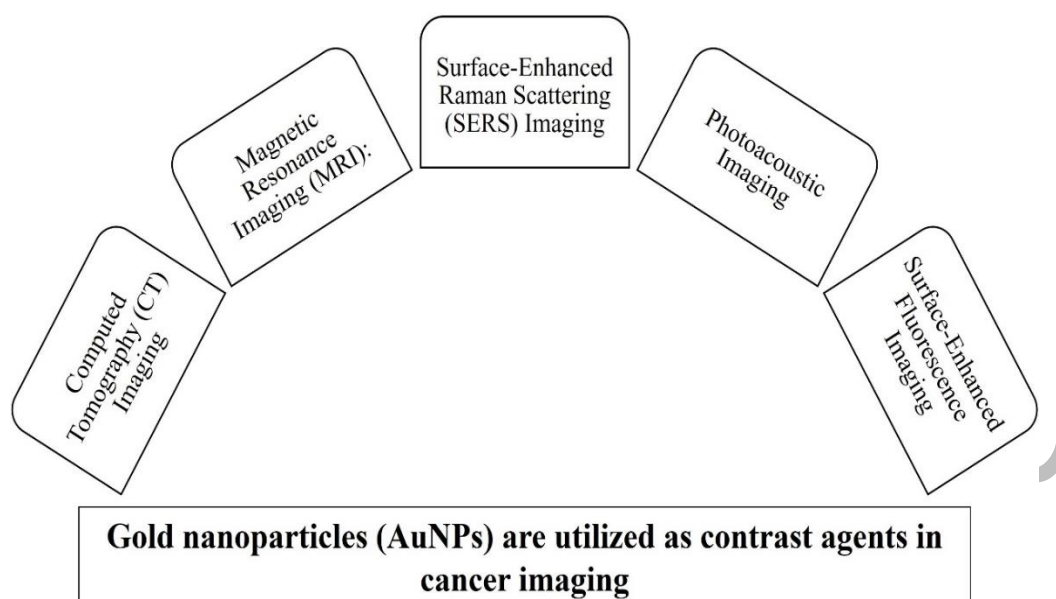 Computed
Tomography (CT)
Imaging
Magnetic
Resonance
Imaging (MRI):
Surface-Enhanced
Raman Scattering
(SERS) Imaging
Photoacoustic
Imaging
Surface-Enhanced
Fluorescence
Imaging
Gold nanoparticles (AuNPs) are utilized as contrast agents in
cancer imaging